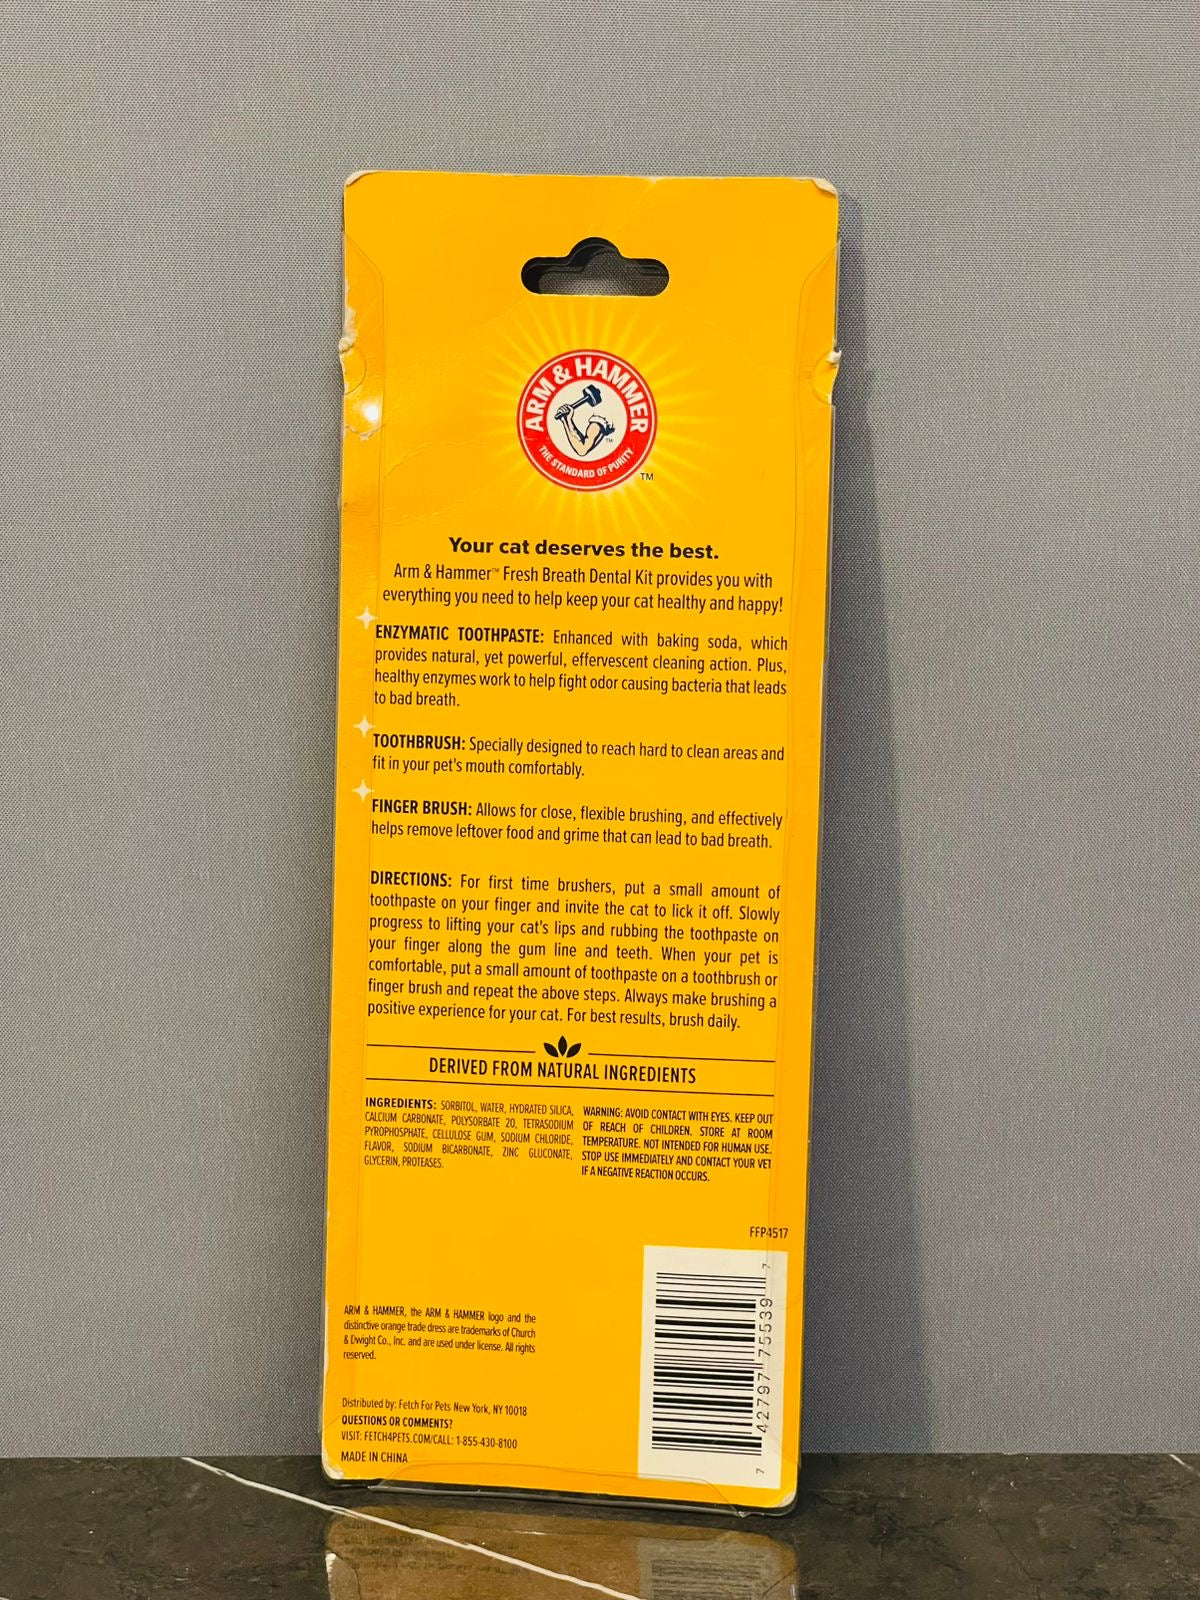 ARM & HAMMER
THE STANDARD OF PURITY
TM
TM
Your cat deserves the best.
Arm & Hammer™ Fresh Breath Dental Kit provides you with
everything you need to help keep your cat healthy and happy!
ENZYMATIC TOOTHPASTE: Enhanced with baking soda, which
provides natural, yet powerful, effervescent cleaning action. Plus,
healthy enzymes work to help fight odor causing bacteria that leads
to bad breath.
TOOTHBRUSH: Specially designed to reach hard to clean areas and
fit in your pet's mouth comfortably.
FINGER BRUSH: Allows for close, flexible brushing, and effectively
helps remove leftover food and grime that can lead to bad breath.
DIRECTIONS: For first time brushers, put a small amount of
toothpaste on your finger and invite the cat to lick it off. Slowly
progress to lifting your cat's lips and rubbing the toothpaste on
your finger along the gum line and teeth. When your pet is
comfortable, put a small amount of toothpaste on a toothbrush or
finger brush and repeat the above steps. Always make brushing a
positive experience for your cat. For best results, brush daily.
DERIVED FROM NATURAL INGREDIENTS
INGREDIENTS: SORBITOL, WATER, HYDRATED SILICA,
CALCIUM CARBONATE, POLYSORBATE 20, TETRASODIUM
PYROPHOSPHATE, CELLULOSE GUM, SODIUM CHLORIDE,
FLAVOR, SODIUM BICARBONATE, ZINC GLUCONATE,
GLYCERIN, PROTEASES.
WARNING: AVOID CONTACT WITH EYES. KEEP OUT
OF REACH OF CHILDREN. STORE AT ROOM
TEMPERATURE. NOT INTENDED FOR HUMAN USE.
STOP USE IMMEDIATELY AND CONTACT YOUR VET
IF A NEGATIVE REACTION OCCURS.
FFP4517
7 42797 75539 7
ARM & HAMMER, the ARM & HAMMER logo and the
distinctive orange trade dress are trademarks of Church
& Dwight Co., Inc. and are used under license. All rights
reserved.
Distributed by: Fetch For Pets New York, NY 10018
QUESTIONS OR COMMENTS?
VISIT: FETCH4PETS.COM/CALL: 1-855-430-8100
MADE IN CHINA